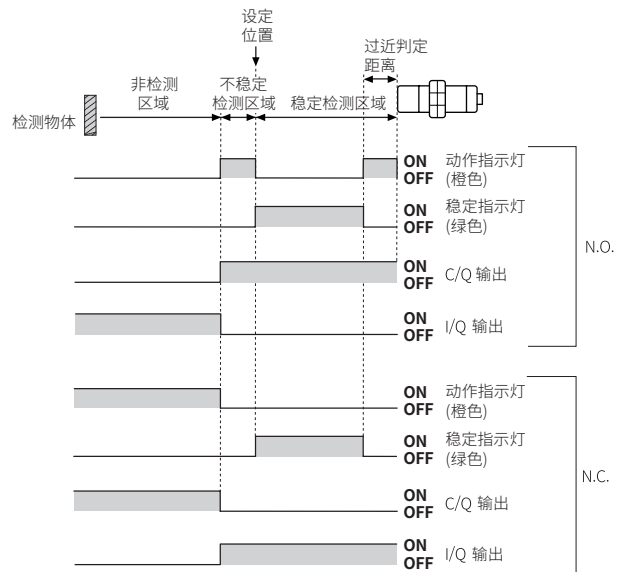 设定
位置
过近判定
距离
非检测
区域
不稳定
检测区域
稳定检测区域
检测物体
ON
OFF
动作指示灯
(橙色)
ON
OFF
稳定指示灯
(绿色)
N.O.
ON
OFF
C/Q 输出
ON
OFF
I/Q 输出
ON
OFF
动作指示灯
(橙色)
ON
OFF
稳定指示灯
(绿色)
N.C.
ON
OFF
C/Q 输出
ON
OFF
I/Q 输出